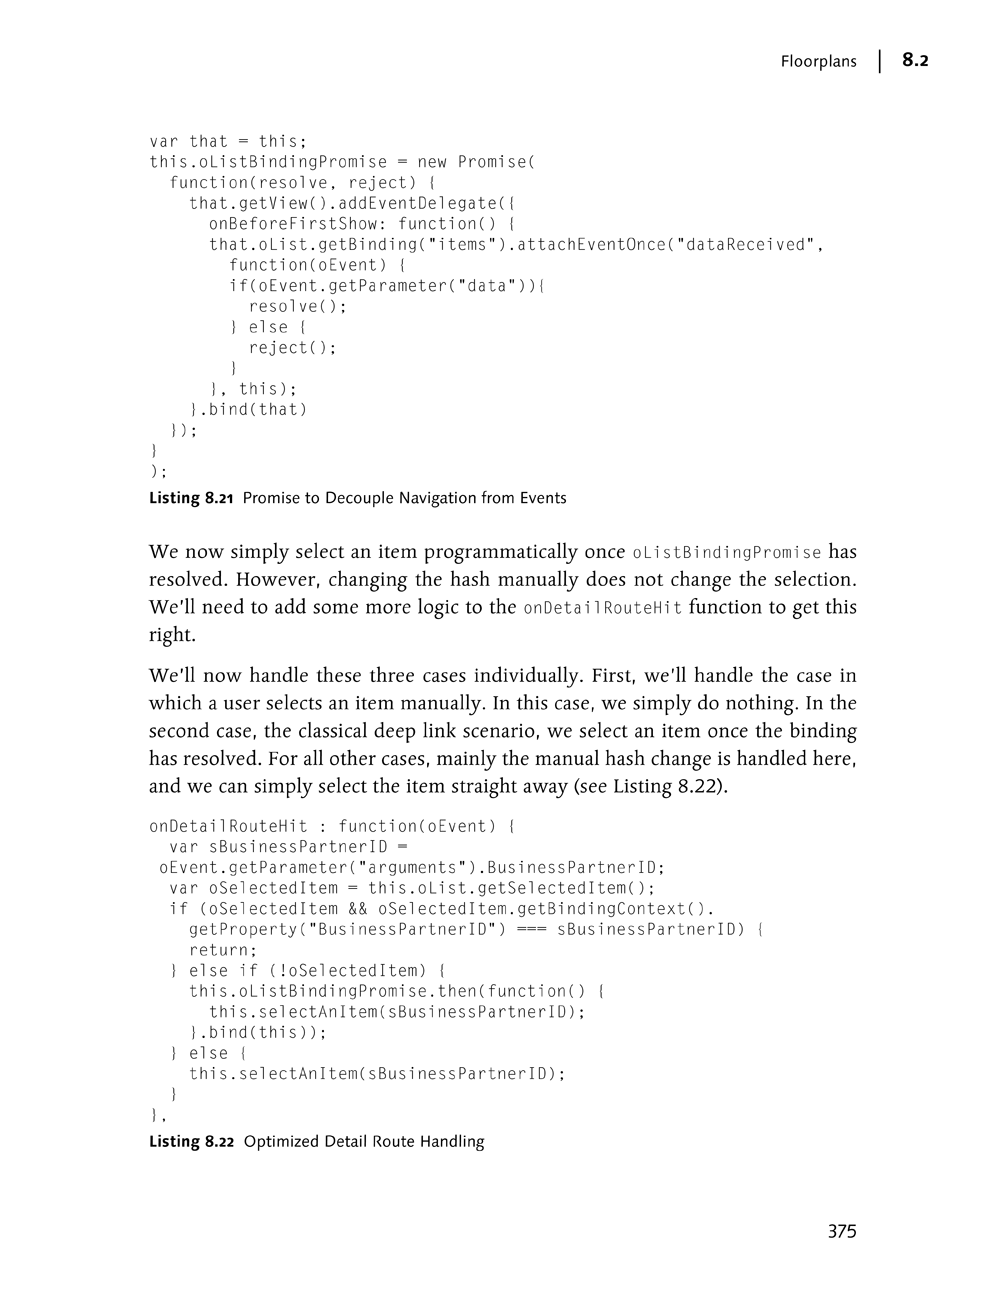 Floorplans | 8.2
var that = this;
this.oListBindingPromise = new Promise(
  function(resolve, reject) {
    that.getView().addEventDelegate({
      onBeforeFirstShow: function() {
      that.oList.getBinding("items").attachEventOnce("dataReceived",
        function(oEvent) {
        if(oEvent.getParameter("data")){
          resolve();
        } else {
          reject();
        }
      }, this);
    }.bind(that)
  });
}
);
Listing 8.21 Promise to Decouple Navigation from Events
We now simply select an item programmatically once oListBindingPromise has
resolved. However, changing the hash manually does not change the selection.
We'll need to add some more logic to the onDetailRouteHit function to get this
right.
We'll now handle these three cases individually. First, we'll handle the case in
which a user selects an item manually. In this case, we simply do nothing. In the
second case, the classical deep link scenario, we select an item once the binding
has resolved. For all other cases, mainly the manual hash change is handled here,
and we can simply select the item straight away (see Listing 8.22).
onDetailRouteHit : function(oEvent) {
  var sBusinessPartnerID =
 oEvent.getParameter("arguments").BusinessPartnerID;
  var oSelectedItem = this.oList.getSelectedItem();
  if (oSelectedItem && oSelectedItem.getBindingContext().
    getProperty("BusinessPartnerID") === sBusinessPartnerID) {
    return;
  } else if (!oSelectedItem) {
    this.oListBindingPromise.then(function() {
      this.selectAnItem(sBusinessPartnerID);
    }.bind(this));
  } else {
    this.selectAnItem(sBusinessPartnerID);
  }
},
Listing 8.22 Optimized Detail Route Handling
375